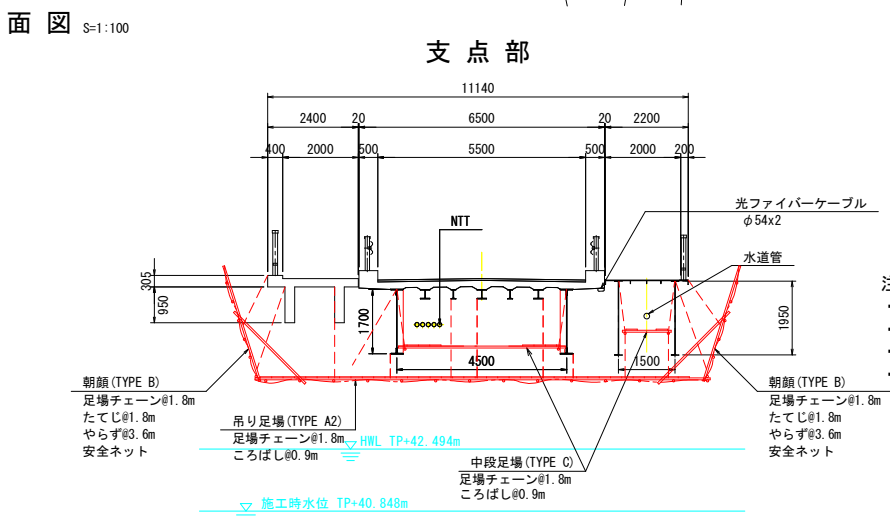 面 図 S=1:100
支 点 部
11140
2400 20 6500 20 2200
400 2000 500 5500 500 2000 200
光ファイバーケーブル
φ54x2
NTT
水道管
注
305
950
1700
1950
4500
1500
朝顔(TYPE B)
足場チェーン@1.8m
たてじ@1.8m
やらず@3.6m
安全ネット
吊り足場(TYPE A2)
足場チェーン@1.8m
ころばし@0.9m
HWL TP+42.494m
中段足場(TYPE C)
足場チェーン@1.8m
ころばし@0.9m
朝顔(TYPE B)
足場チェーン@1.8m
たてじ@1.8m
やらず@3.6m
安全ネット
施工時水位 TP+40.848m